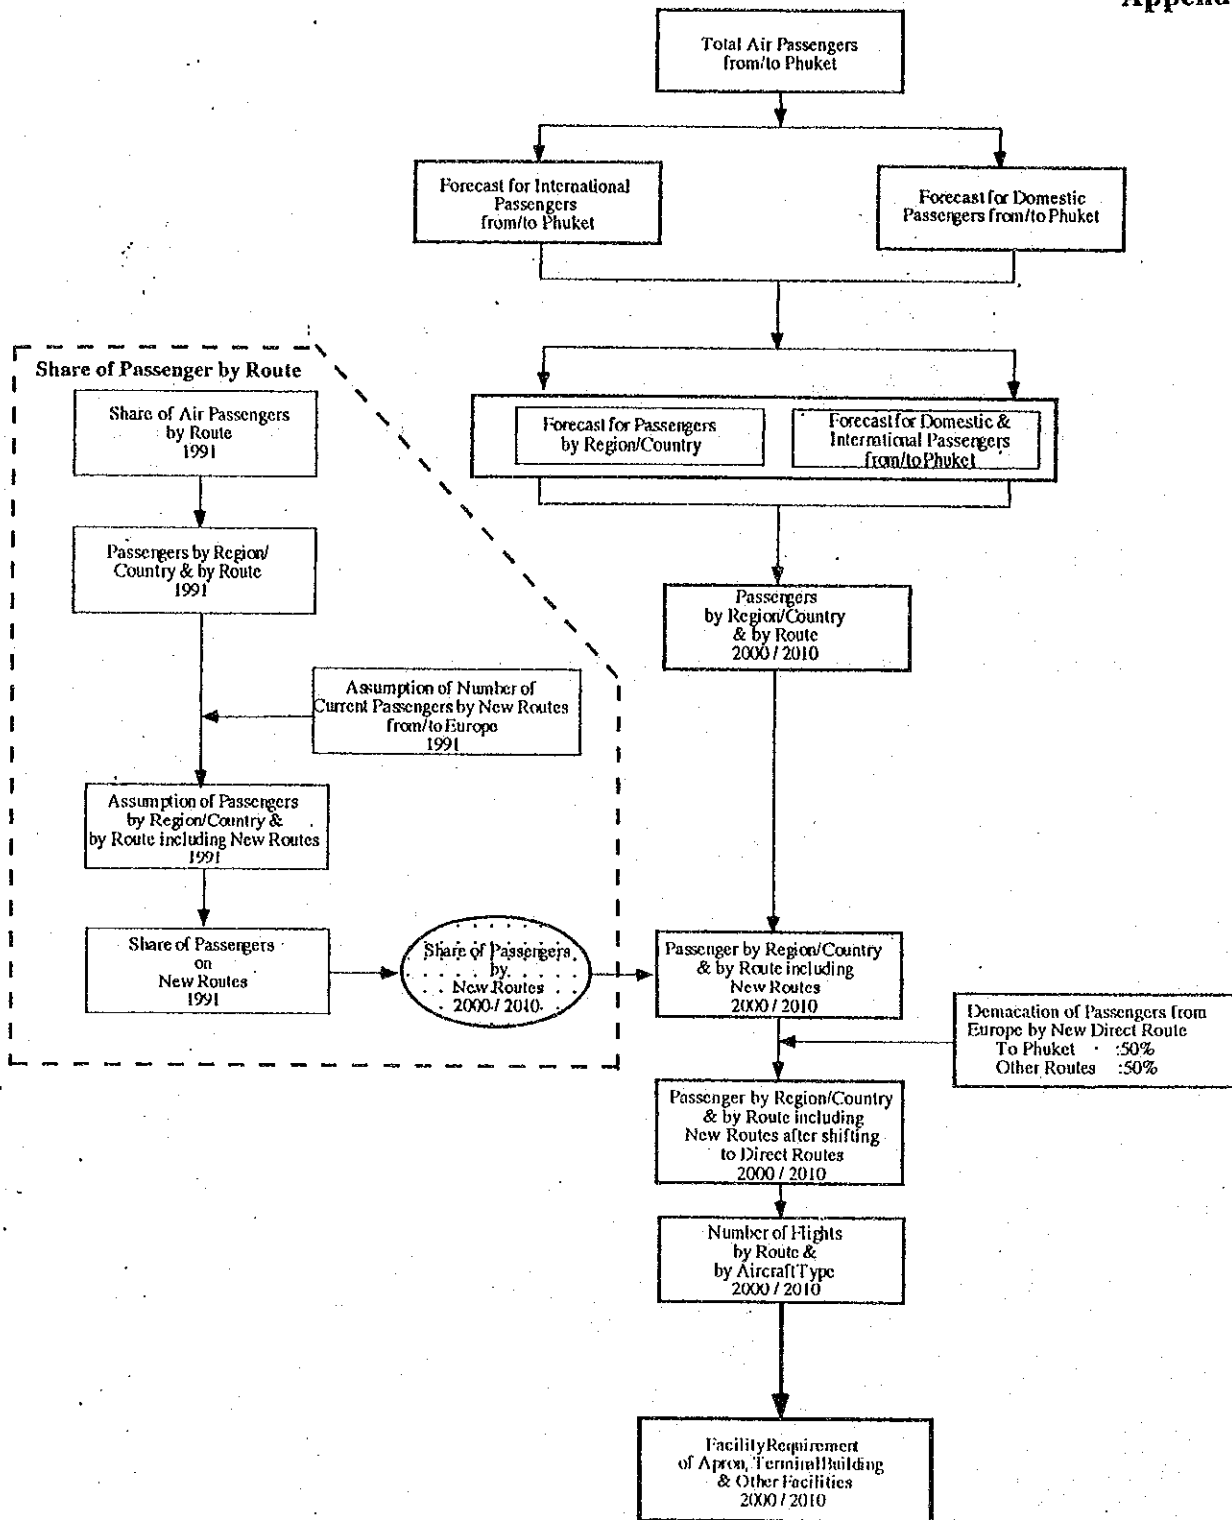 Append
Total Air Passengers
from/to Phuket
Forecast for International
Passengers
from/to Phuket
Forecast for Domestic
Passengers from/to Phuket
Share of Passenger by Route
Share of Air Passengers
by Route
1991
Forecast for Passengers
by Region/Country
Forecast for Domestic &
International Passengers
from/to Phuket
Passengers by Region/
Country & by Route
1991
Passengers
by Region/Country
& by Route
2000 / 2010
Assumption of Number of
Current Passengers by New Routes
from/to Europe
1991
Assumption of Passengers
by Region/Country &
by Route including New Routes
1991
Share of Passengers
on
New Routes
1991
Share of Passengers
by
New Routes
2000 / 2010
Passenger by Region/Country
& by Route including
New Routes
2000 / 2010
Demacation of Passengers from
Europe by New Direct Route
To Phuket :50%
Other Routes :50%
Passenger by Region/Country
& by Route including
New Routes after shifting
to Direct Routes
2000 / 2010
Number of Flights
by Route &
by Aircraft Type
2000 / 2010
Facility Requirement
of Apron, Terminal Building
& Other Facilities
2000 / 2010